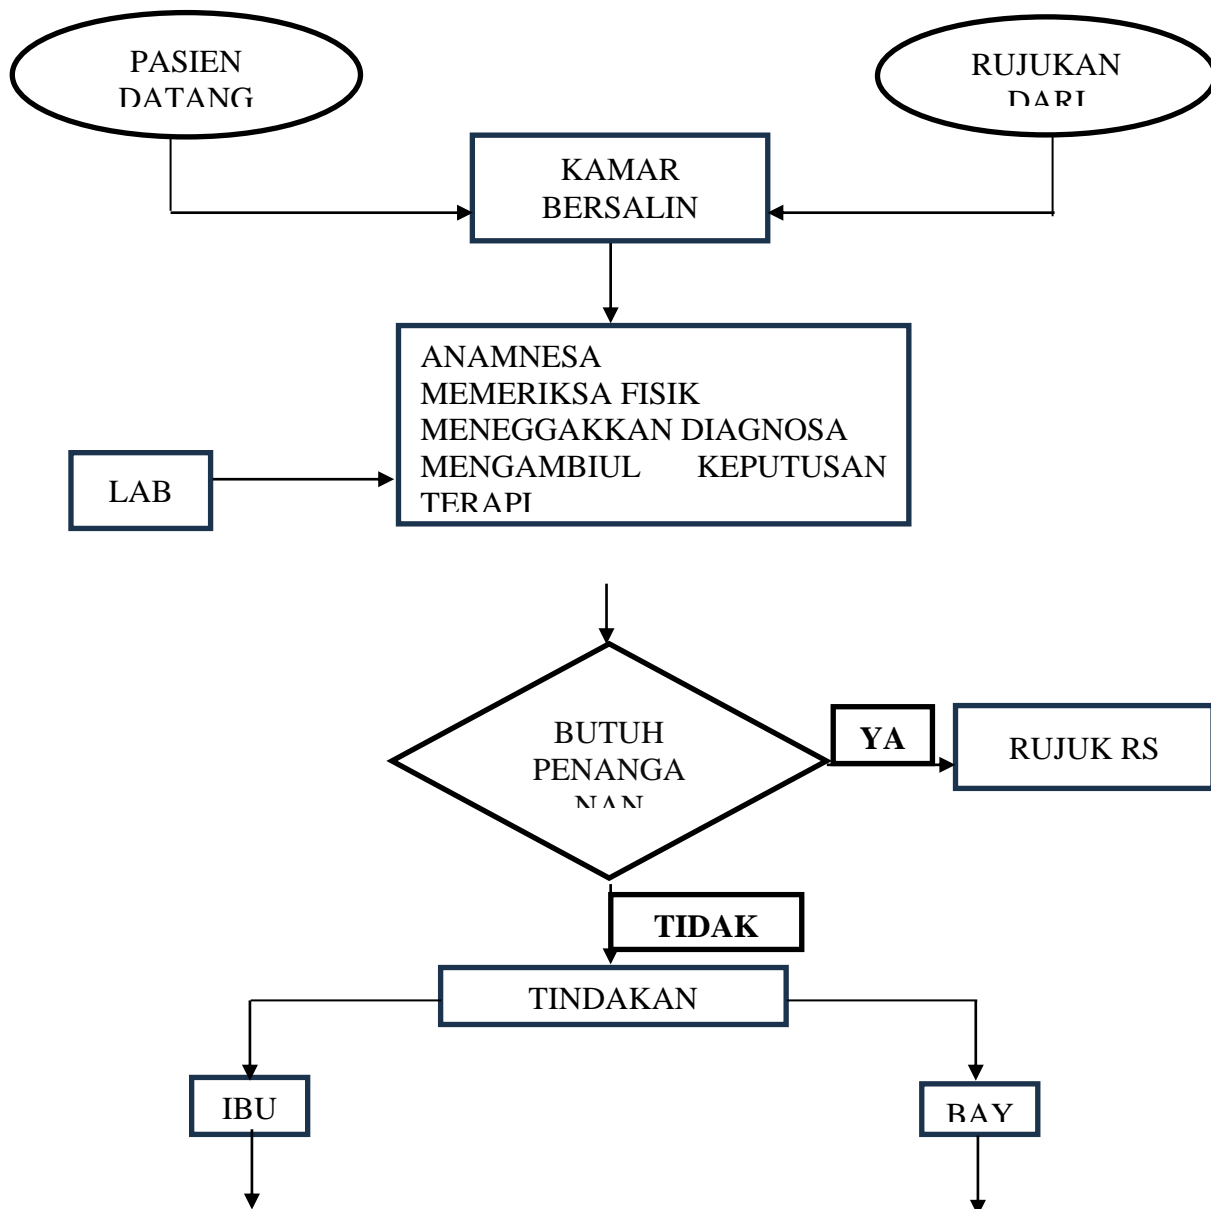 PASIEN
DATANG
RUJUKAN
DARI
KAMAR
BERSALIN
ANAMNESA
MEMERIKSA FISIK
MENEGGAKKAN DIAGNOSA
MENGAMBIUL KEPUTUSAN
TERAPI
LAB
BUTUH
PENANGA
NAN
YA
RUJUK RS
TIDAK
TINDAKAN
IBU
BAY